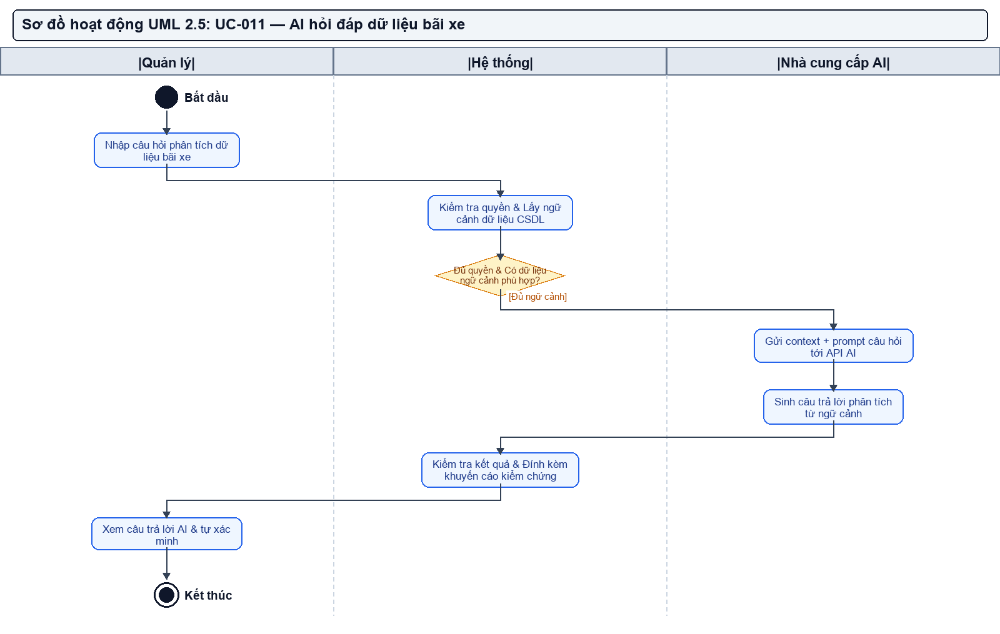 Sơ đồ hoạt động UML 2.5: UC-011 — AI hỏi đáp dữ liệu bãi xe
|Quản lý|
|Hệ thống|
|Nhà cung cấp AI|
Bắt đầu
Nhập câu hỏi phân tích dữ
liệu bãi xe
Kiểm tra quyền & Lấy ngữ
cảnh dữ liệu CSDL
Đủ quyền & Có dữ liệu
ngữ cảnh phù hợp?
[Đủ ngữ cảnh]
Gửi context + prompt câu hỏi
tới API AI
Sinh câu trả lời phân tích
từ ngữ cảnh
Kiểm tra kết quả & Đính kèm
khuyến cáo kiểm chứng
Xem câu trả lời AI & tự xác
minh
Kết thúc